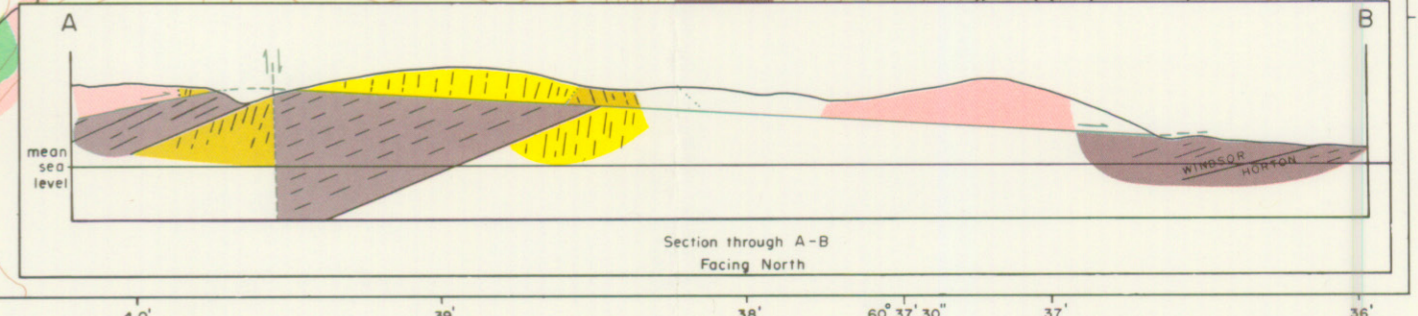 A
B
mean
sea
level
WINDSOR
HORTON
Section through A-B
Facing North
39'
38'
60° 37' 30"
37'
36'